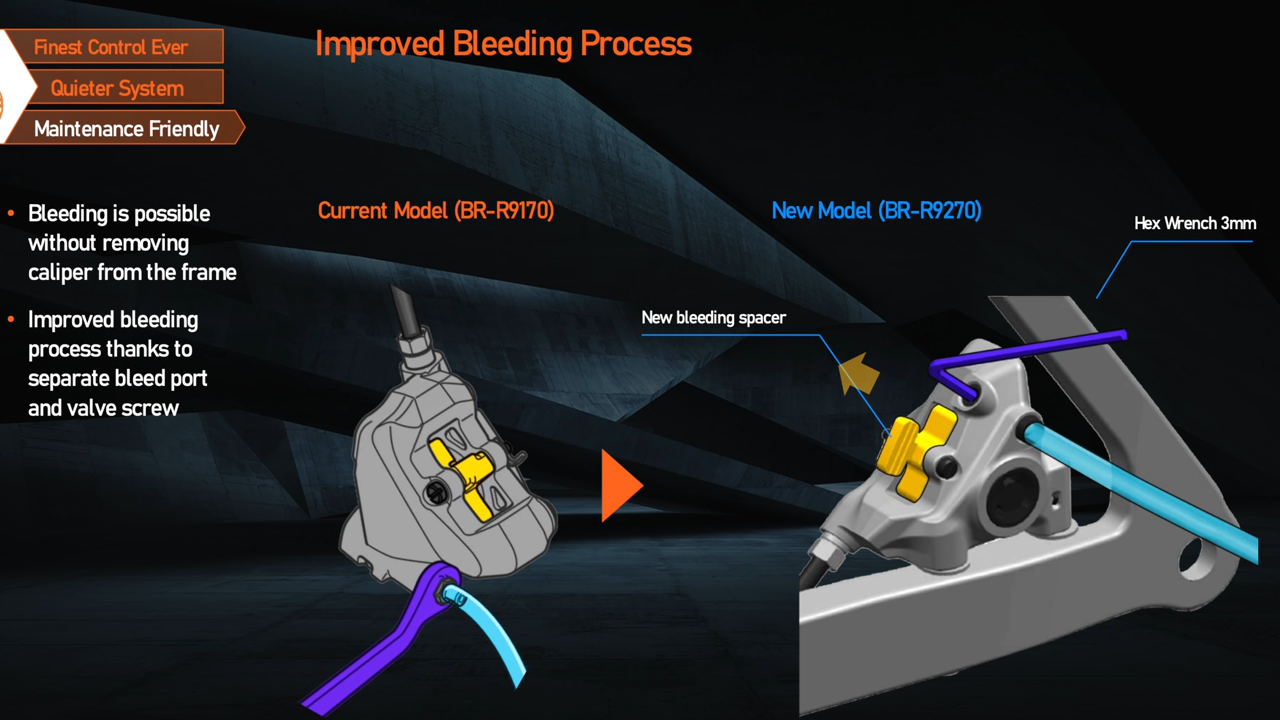 Improved Bleeding Process
Finest Control Ever
Quieter System
Maintenance Friendly
• Bleeding is possible
without removing
caliper from the frame
• Improved bleeding
process thanks to
separate bleed port
and valve screw
Current Model (BR-R9170)
New Model (BR-R9270)
Hex Wrench 3mm
New bleeding spacer